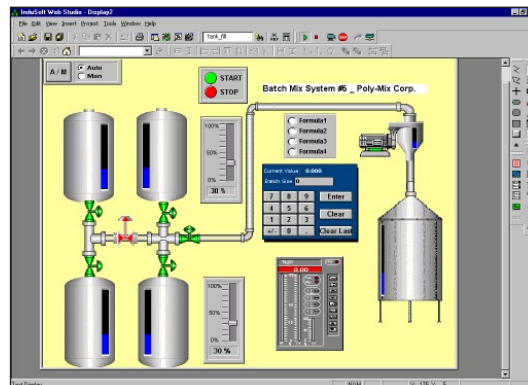 InduSoft Web Studio - Display2
File Edit View Insert Project Tools Window Help
tank_fill
A / M
Auto
Man
START
STOP
Batch Mix System #5 _ Poly-Mix Corp.
Formula1
Formula2
Formula3
Formula4
100%
50%
0%
30 %
Current Value: 0.000
Batch Size 0
7 8 9 Enter
4 5 6 Clear
1 2 3
+/- 0 . Clear Last
0.00
100%
50%
0%
30 %
NUM